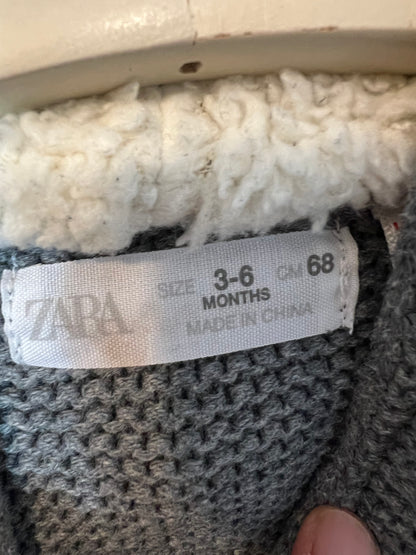 ZARA
SIZE 3-6 CM 68
MONTHS
MADE IN CHINA